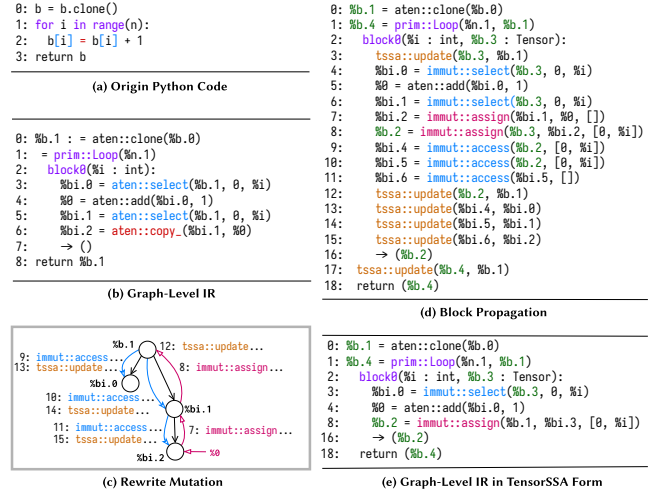 0: b = b.clone()
1: for i in range(n):
2:   b[i] = b[i] + 1
3: return b
(a) Origin Python Code
0: %b.1 : = aten::clone(%b.0)
1:  = prim::Loop(%n.1)
2:   block0(%i : int):
3:     %bi.0 = aten::select(%b.1, 0, %i)
4:     %0 = aten::add(%bi.0, 1)
5:     %bi.1 = aten::select(%b.1, 0, %i)
6:     %bi.2 = aten::copy_(%bi.1, %0)
7:     → ()
8: return %b.1
(b) Graph-Level IR
%b.1
12: tssa::update...
9: immut::access...
13: tssa::update...
8: immut::assign...
%bi.0
10: immut::access...
14: tssa::update...
%bi.1
11: immut::access...
15: tssa::update...
7: immut::assign...
%bi.2
%0
(c) Rewrite Mutation
0: %b.1 = aten::clone(%b.0)
1: %b.4 = prim::Loop(%n.1, %b.1)
2:   block0(%i : int, %b.3 : Tensor):
3:     tssa::update(%b.3, %b.1)
4:     %bi.0 = immut::select(%b.3, 0, %i)
5:     %0 = aten::add(%bi.0, 1)
6:     %bi.1 = immut::select(%b.3, 0, %i)
7:     %bi.2 = immut::assign(%bi.1, %0, [])
8:     %b.2 = immut::assign(%b.3, %bi.2, [0, %i])
9:     %bi.4 = immut::access(%b.2, [0, %i])
10:     %bi.5 = immut::access(%b.2, [0, %i])
11:     %bi.6 = immut::access(%bi.5, [])
12:     tssa::update(%b.2, %b.1)
13:     tssa::update(%bi.4, %bi.0)
14:     tssa::update(%bi.5, %bi.1)
15:     tssa::update(%bi.6, %bi.2)
16:     → (%b.2)
17:  tssa::update(%b.4, %b.1)
18:  return (%b.4)
(d) Block Propagation
0: %b.1 = aten::clone(%b.0)
1: %b.4 = prim::Loop(%n.1, %b.1)
2:   block0(%i : int, %b.3 : Tensor):
3:     %bi.0 = immut::select(%b.3, 0, %i)
4:     %0 = aten::add(%bi.0, 1)
8:     %b.2 = immut::assign(%b.1, %bi.3, [0, %i])
16:     → (%b.2)
18:   return (%b.4)
(e) Graph-Level IR in TensorSSA Form